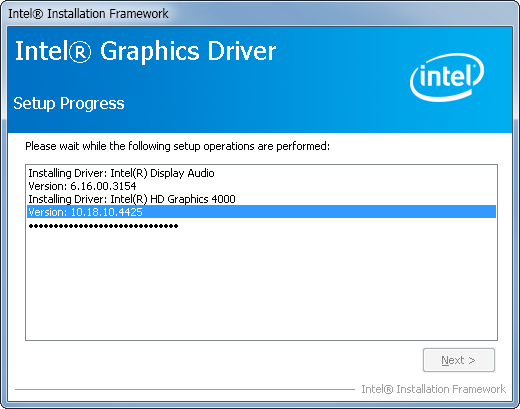 Intel® Installation Framework
Intel® Graphics Driver
intel
Setup Progress
Please wait while the following setup operations are performed:
Installing Driver: Intel(R) Display Audio
Version: 6.16.00.3154
Installing Driver: Intel(R) HD Graphics 4000
Version: 10.18.10.4425
••••••••••••••••••••••••••••••
Next >
Intel® Installation Framework